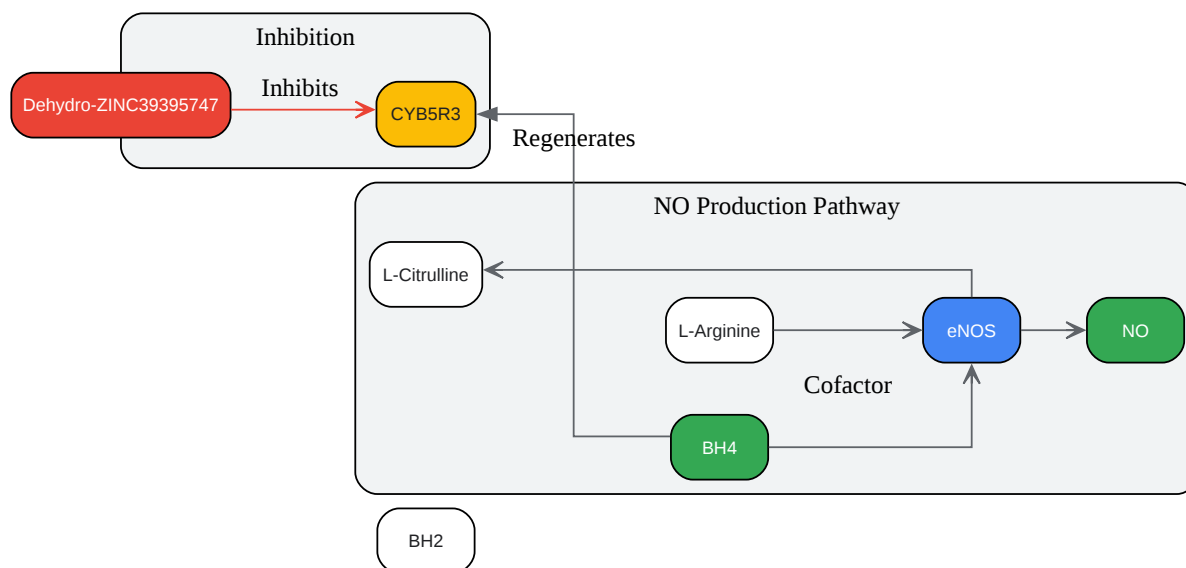 Inhibition
Dehydro-ZINC39395747
Inhibits
CYB5R3
Regenerates
NO Production Pathway
L-Citrulline
L-Arginine
eNOS
NO
Cofactor
BH4
BH2